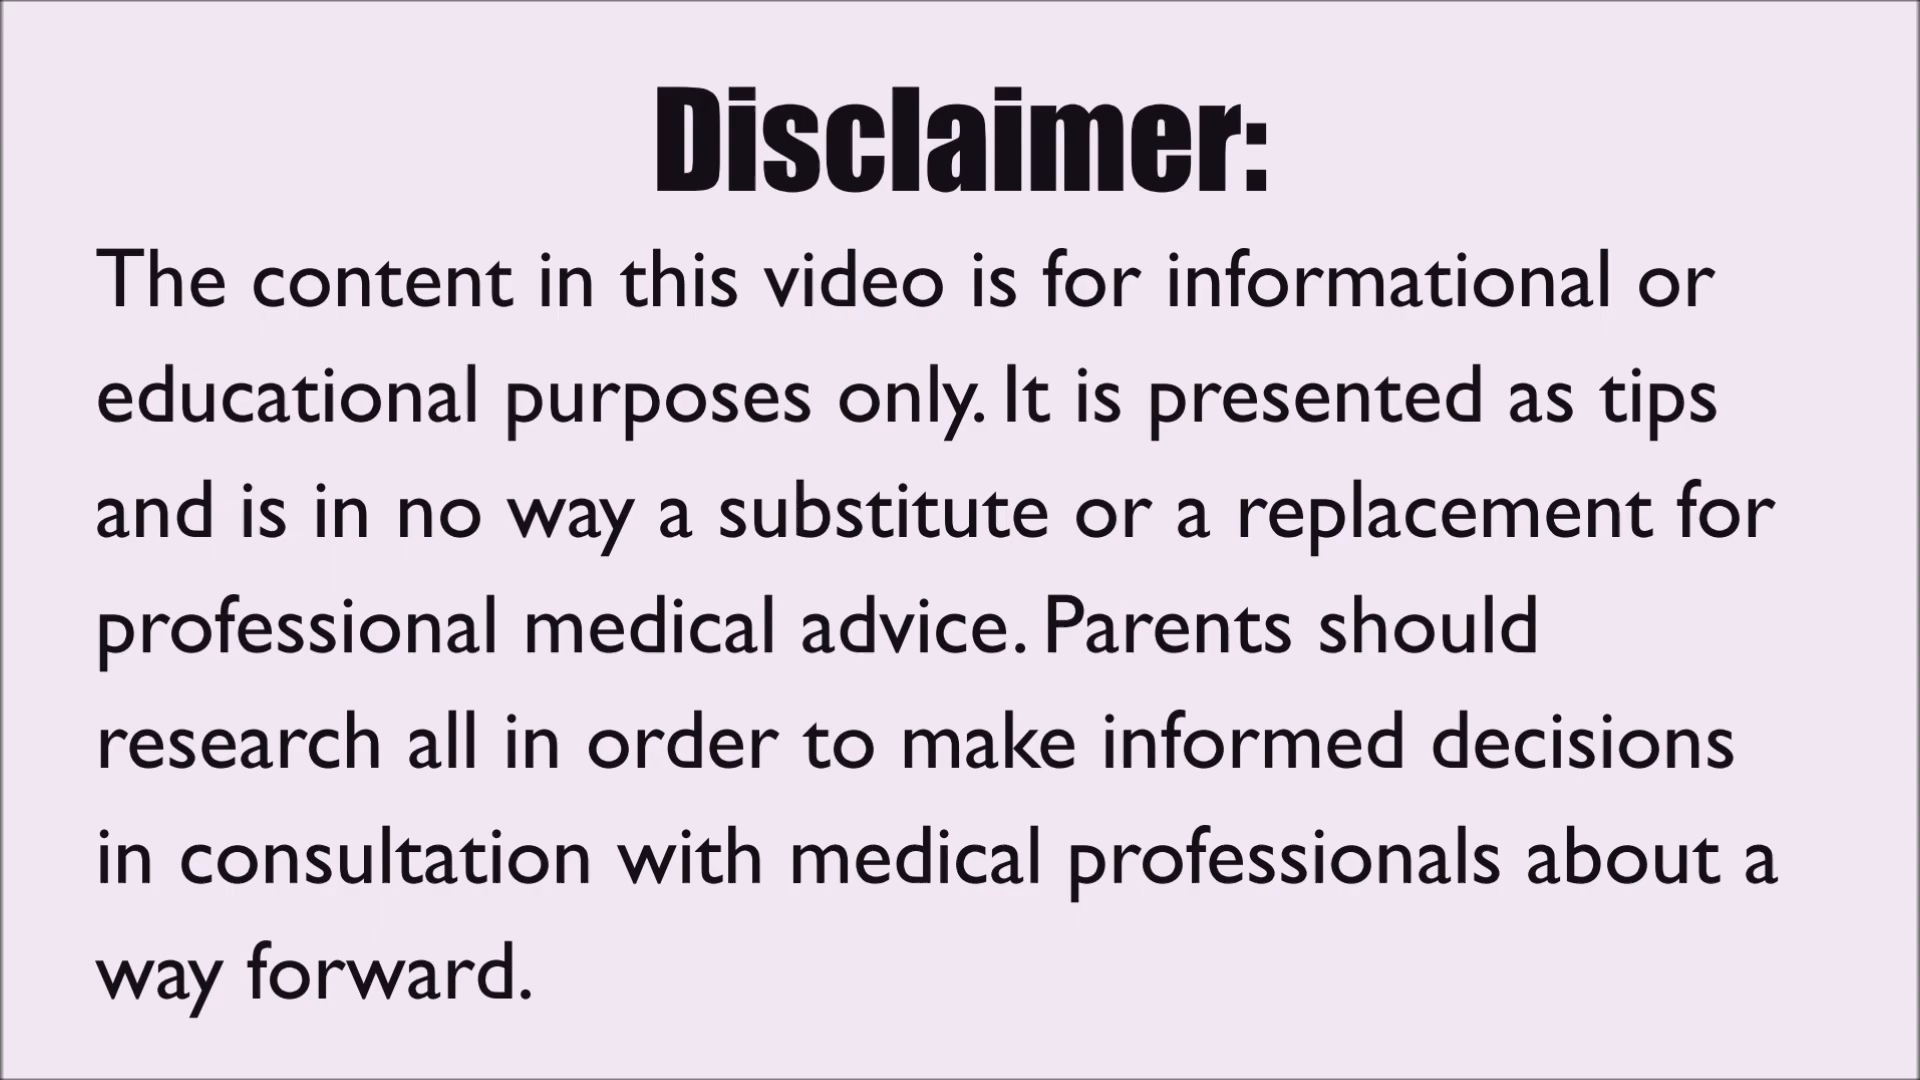 Disclaimer:
The content in this video is for informational or
educational purposes only. It is presented as tips
and is in no way a substitute or a replacement for
professional medical advice. Parents should
research all in order to make informed decisions
in consultation with medical professionals about a
way forward.